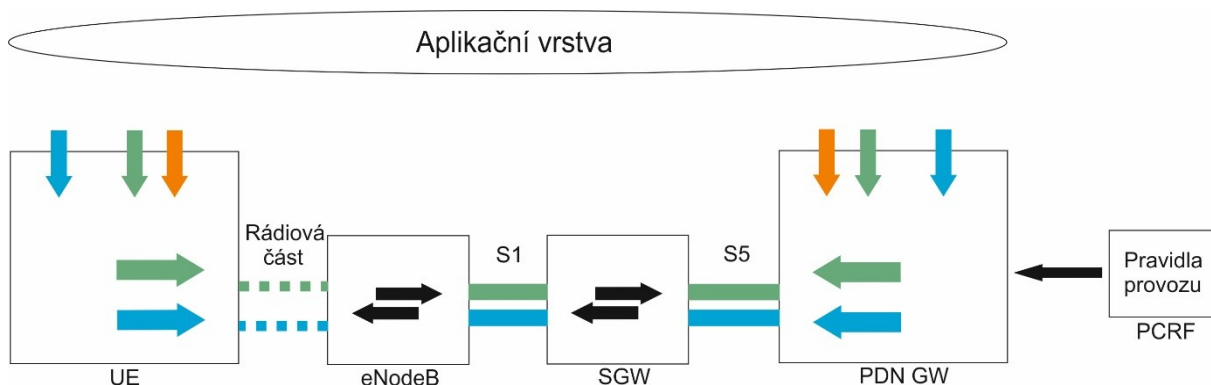 Aplikační vrstva
Rádiová
část
S1
S5
Pravidla
provozu
UE
eNodeB
SGW
PDN GW
PCRF